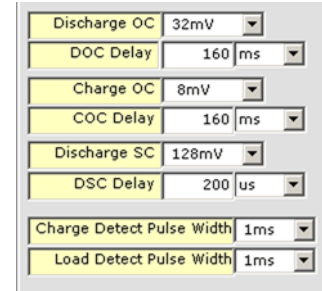 Discharge OC 32mV
DOC Delay 160 ms
Charge OC 8mV
COC Delay 160 ms
Discharge SC 128mV
DSC Delay 200 us
Charge Detect Pulse Width 1ms
Load Detect Pulse Width 1ms